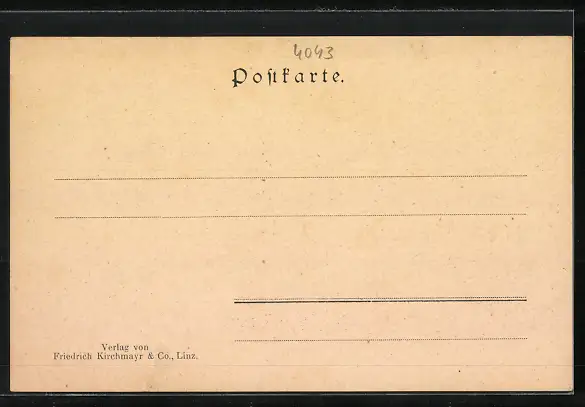 4043
Postkarte.
Verlag von
Friedrich Kirchmayr & Co., Linz.